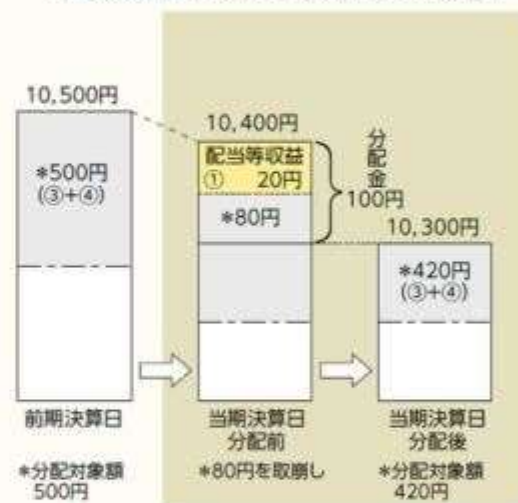 10,500円
*500円
(③+④)
前期決算日
*分配対象額
500円
10,400円
配当等収益
① 20円
*80円
分配金
100円
当期決算日
分配前
*80円を取崩し
10,300円
*420円
(③+④)
当期決算日
分配後
*分配対象額
420円